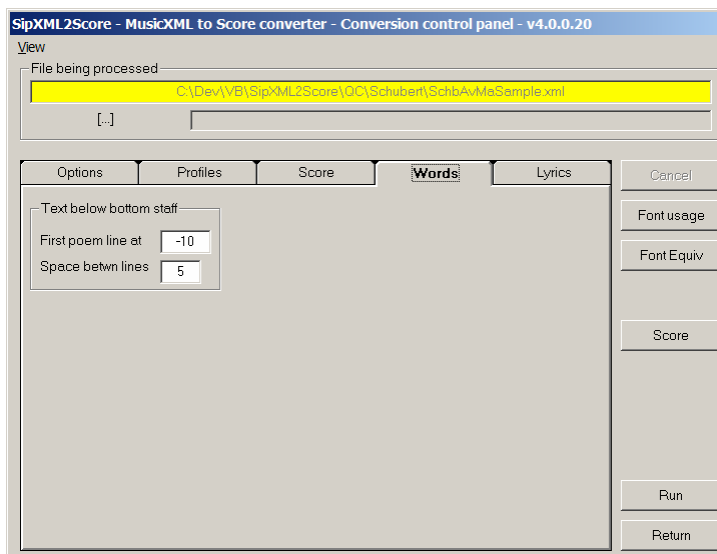 SipXML2Score - MusicXML to Score converter - Conversion control panel - v4.0.0.20
View
File being processed
C:\Dev\VB\SipXML2Score\QC\Schubert\SchbAvMaSample.xml
[...]
Options Profiles Score Words Lyrics
Text below bottom staff
First poem line at -10
Space betwn lines 5
Cancel
Font usage
Font Equiv
Score
Run
Return